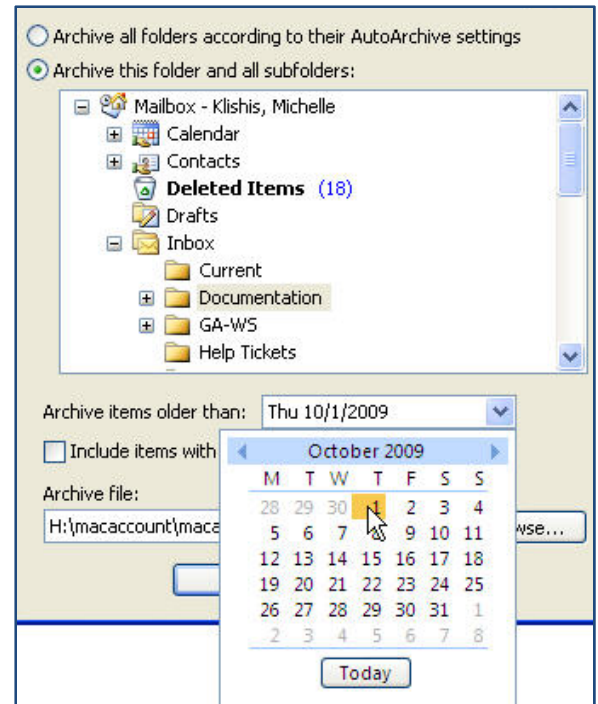 Archive all folders according to their AutoArchive settings
Archive this folder and all subfolders:
Mailbox - Klishis, Michelle
Calendar
Contacts
Deleted Items (18)
Drafts
Inbox
Current
Documentation
GA-WS
Help Tickets
Archive items older than: Thu 10/1/2009
Include items with
October 2009
M T W T F S S
Archive file:
28 29 30 1 2 3 4
H:\macaccount\maca
5 6 7 9 10 11
wse...
12 13 14 15 16 17 18
19 20 21 22 23 24 25
26 27 28 29 30 31 1
2 3 4 5 6 7 8
Today